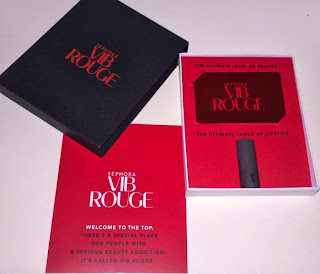 SEPHORA
VIB
ROUGE
THE ULTIMATE LEVEL OF BEAUTY
SEPHORA
VIB
ROUGE
THE ULTIMATE SHADE OF LIPSTICK
SEPHORA
VIB
ROUGE
WELCOME TO THE TOP.
THERE'S A SPECIAL PLACE
FOR PEOPLE WITH
A SERIOUS BEAUTY ADDICTION.
IT'S CALLED VIB ROUGE.